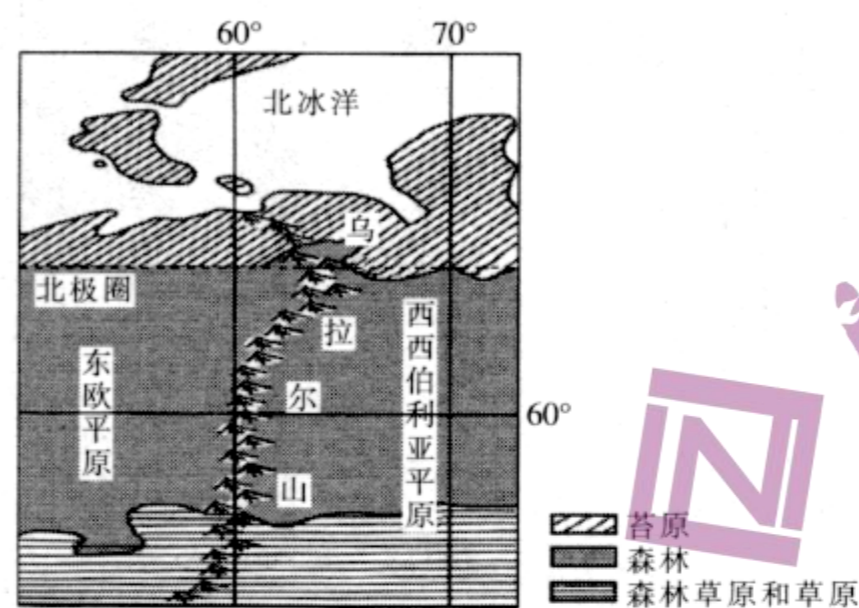 60° 70°
北冰洋
乌
北极圈
拉
尔
山
东欧平原
西西伯利亚平原
60°
苔原
森林
森林草原和草原